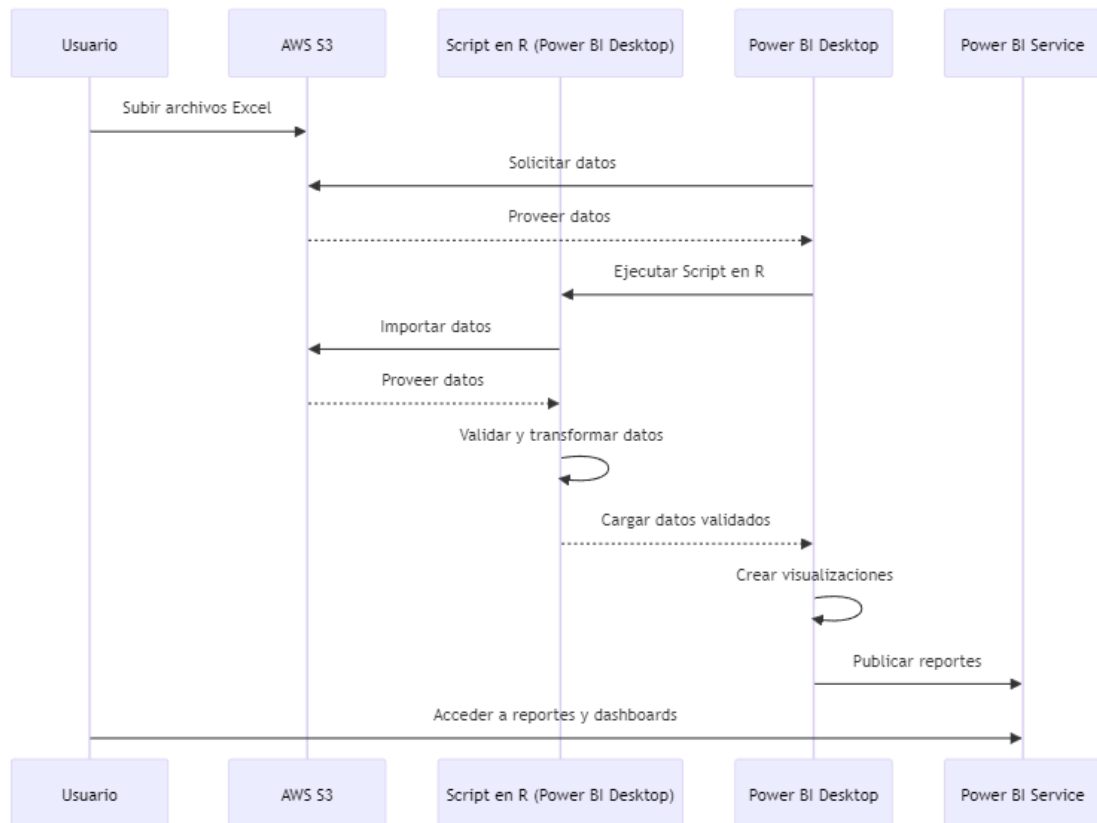 Usuario
AWS S3
Script en R (Power BI Desktop)
Power BI Desktop
Power BI Service
Subir archivos Excel
Solicitar datos
Proveer datos
Ejecutar Script en R
Importar datos
Proveer datos
Validar y transformar datos
Cargar datos validados
Crear visualizaciones
Publicar reportes
Acceder a reportes y dashboards
Usuario
AWS S3
Script en R (Power BI Desktop)
Power BI Desktop
Power BI Service